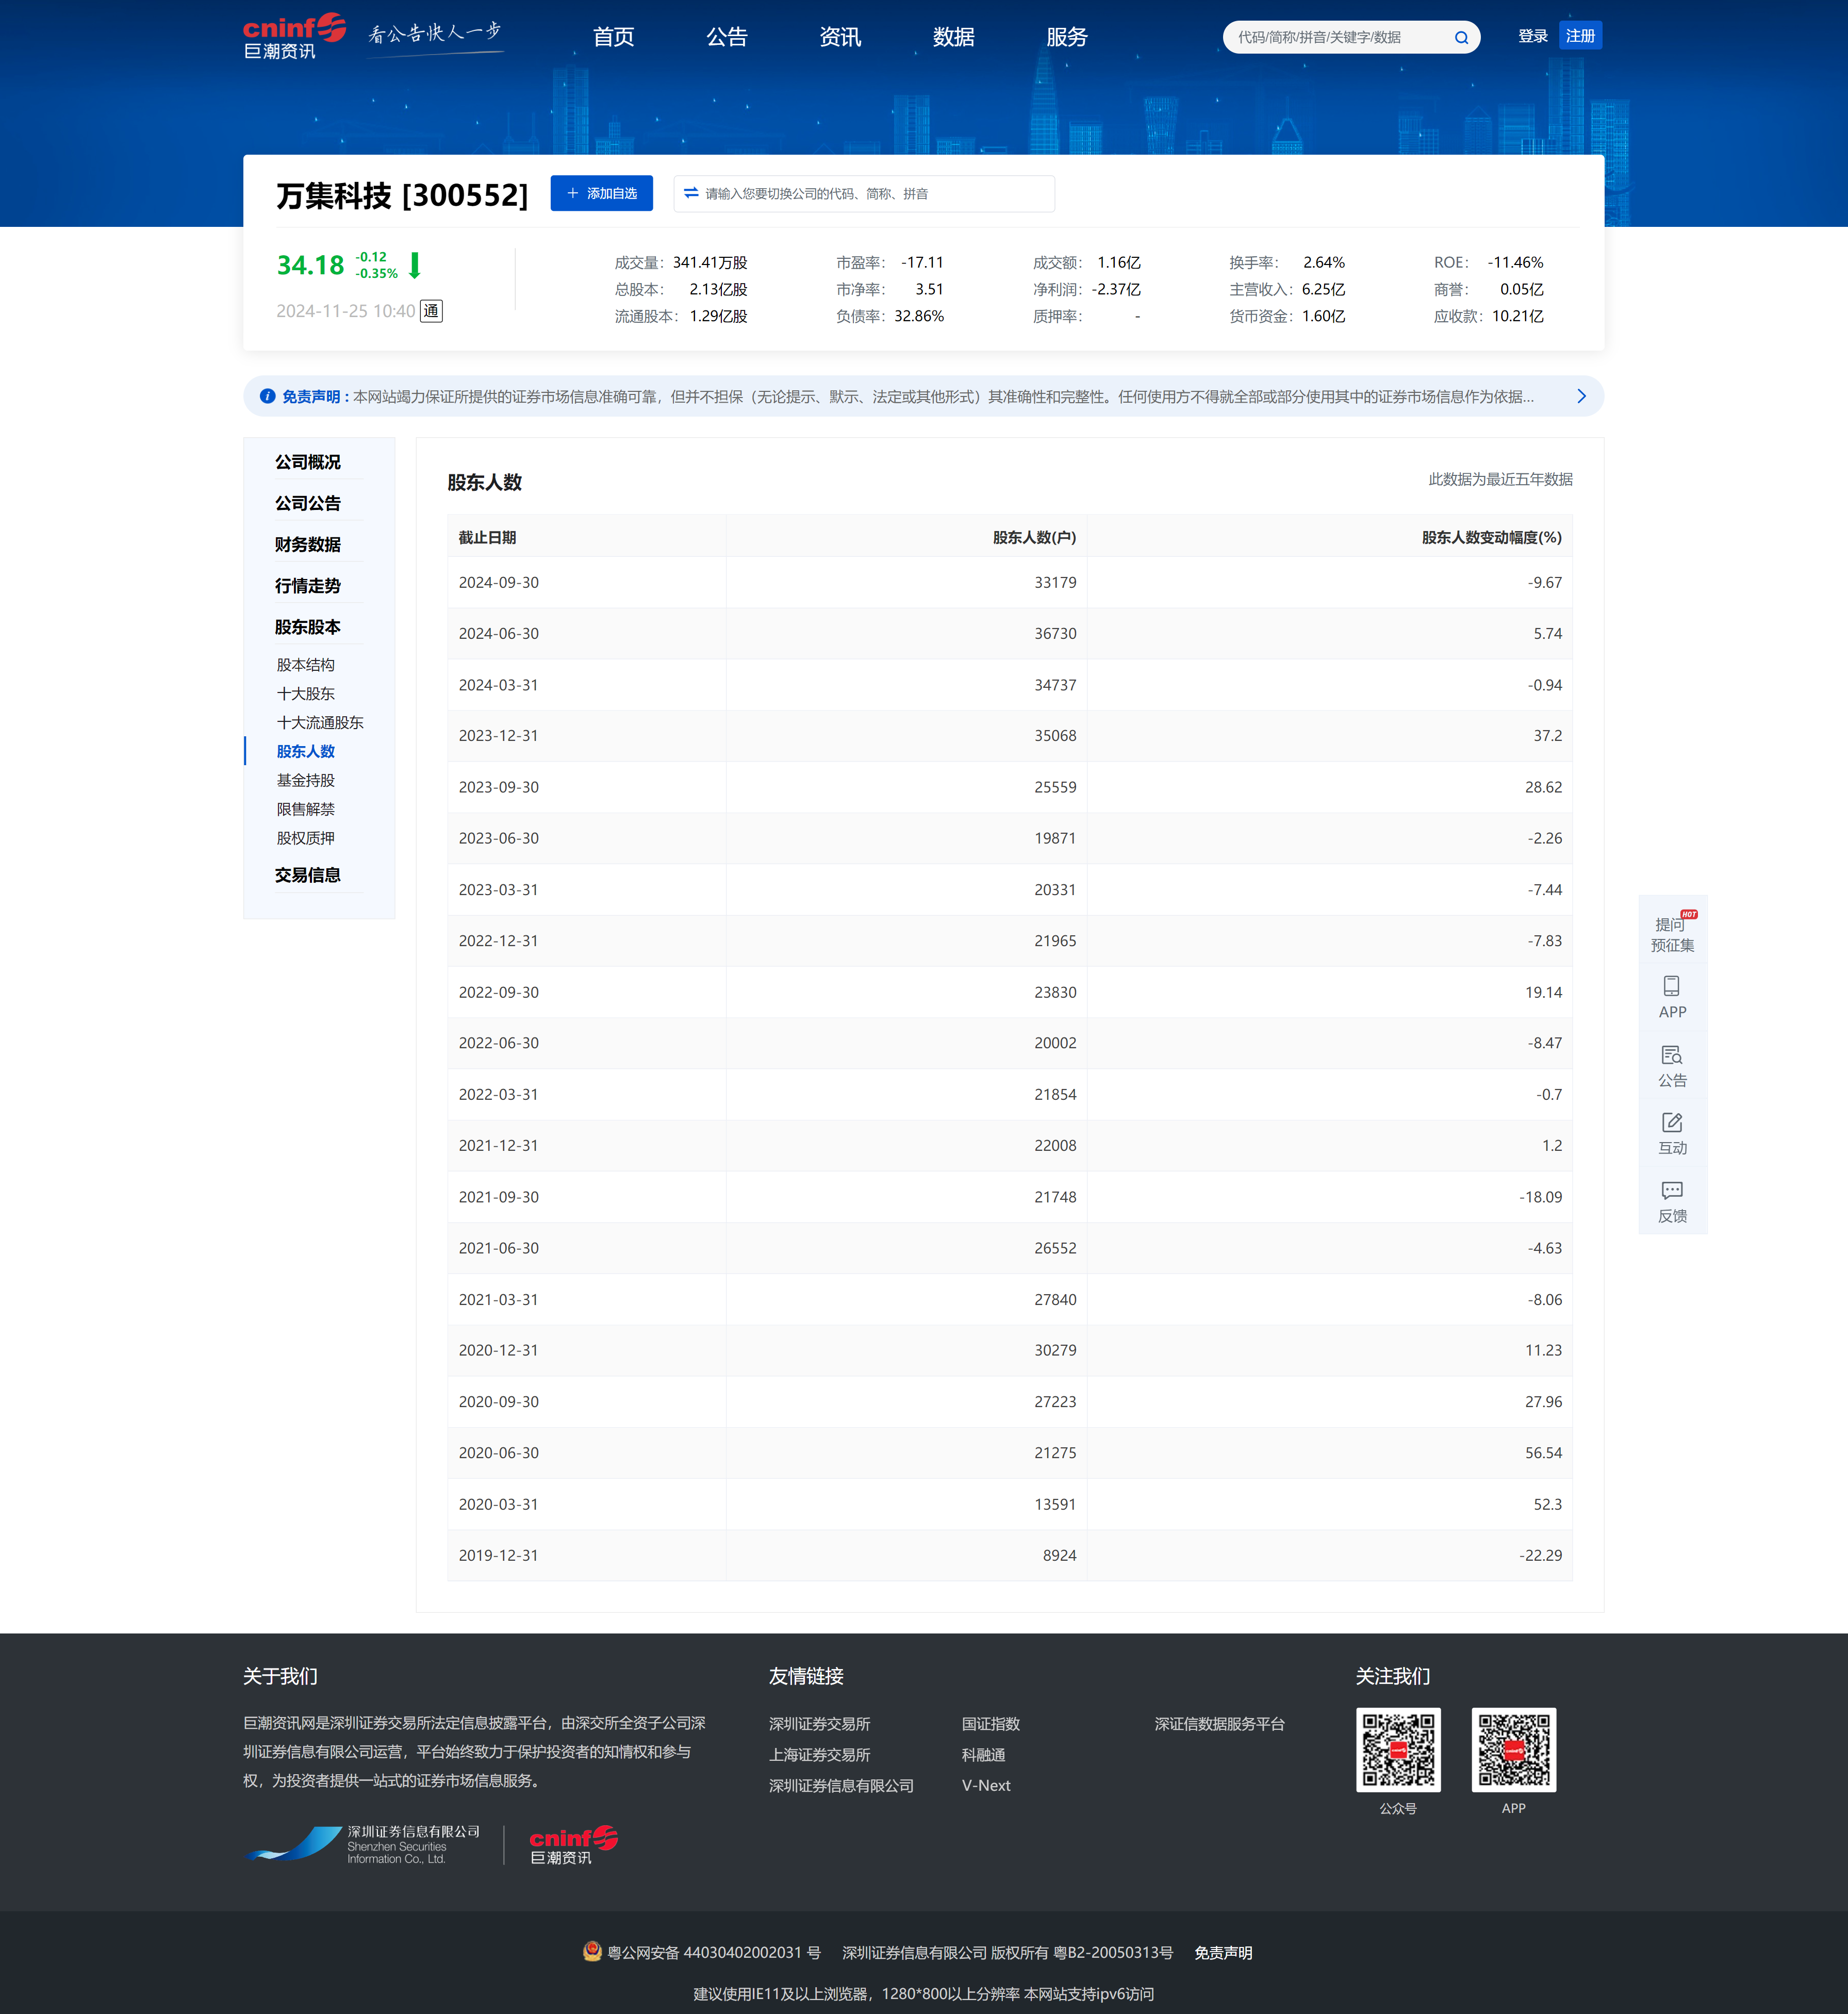 cninf
巨潮资讯
看公告快人一步
首页 公告 资讯 数据 服务
代码/简称/拼音/关键字/数据
登录 注册
万集科技 [300552]
添加自选
请输入您要切换公司的代码、简称、拼音
34.18 -0.12 -0.35%
2024-11-25 10:40 通
成交量: 341.41万股 市盈率: -17.11 成交额: 1.16亿 换手率: 2.64% ROE: -11.46%
总股本: 2.13亿股 市净率: 3.51 净利润: -2.37亿 主营收入: 6.25亿 商誉: 0.05亿
流通股本: 1.29亿股 负债率: 32.86% 质押率: - 货币资金: 1.60亿 应收款: 10.21亿
免责声明：本网站竭力保证所提供的证券市场信息准确可靠，但并不担保（无论提示、默示、法定或其他形式）其准确性和完整性。任何使用方不得就全部或部分使用其中的证券市场信息作为依据...
公司概况
公司公告
财务数据
行情走势
股东股本
股本结构
十大股东
十大流通股东
股东人数
基金持股
限售解禁
股权质押
交易信息
股东人数
此数据为最近五年数据
截止日期 股东人数(户) 股东人数变动幅度(%)
2024-09-30 33179 -9.67
2024-06-30 36730 5.74
2024-03-31 34737 -0.94
2023-12-31 35068 37.2
2023-09-30 25559 28.62
2023-06-30 19871 -2.26
2023-03-31 20331 -7.44
2022-12-31 21965 -7.83
2022-09-30 23830 19.14
2022-06-30 20002 -8.47
2022-03-31 21854 -0.7
2021-12-31 22008 1.2
2021-09-30 21748 -18.09
2021-06-30 26552 -4.63
2021-03-31 27840 -8.06
2020-12-31 30279 11.23
2020-09-30 27223 27.96
2020-06-30 21275 56.54
2020-03-31 13591 52.3
2019-12-31 8924 -22.29
提问 HOT
预征集
APP
公告
互动
反馈
关于我们
巨潮资讯网是深圳证券交易所法定信息披露平台，由深交所全资子公司深
圳证券信息有限公司运营，平台始终致力于保护投资者的知情权和参与
权，为投资者提供一站式的证券市场信息服务。
深圳证券信息有限公司
Shenzhen Securities
Information Co., Ltd.
cninf
巨潮资讯
友情链接
深圳证券交易所 国证指数 深证信数据服务平台
上海证券交易所 科融通
深圳证券信息有限公司 V-Next
关注我们
公众号 APP
粤公网安备 44030402002031 号 深圳证券信息有限公司 版权所有 粤B2-20050313号 免责声明
建议使用IE11及以上浏览器，1280*800以上分辨率 本网站支持ipv6访问